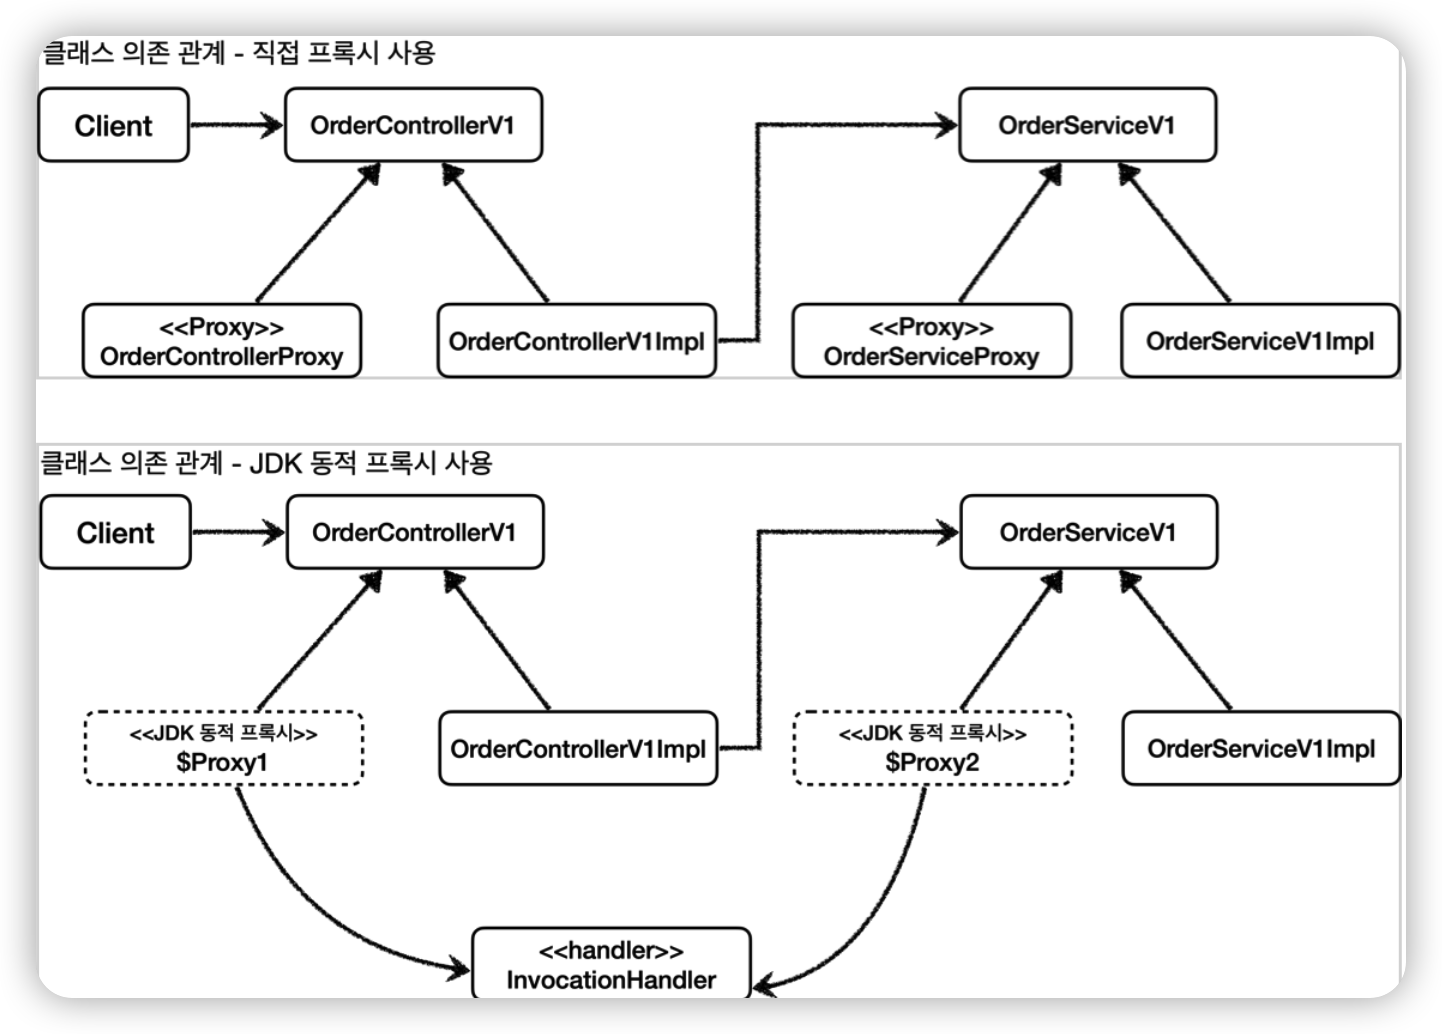 클래스 의존 관계 - 직접 프록시 사용
Client
OrderControllerV1
OrderServiceV1
<<Proxy>>
OrderControllerProxy
OrderControllerV1Impl
<<Proxy>>
OrderServiceProxy
OrderServiceV1Impl
클래스 의존 관계 - JDK 동적 프록시 사용
Client
OrderControllerV1
OrderServiceV1
<<JDK 동적 프록시>>
$Proxy1
OrderControllerV1Impl
<<JDK 동적 프록시>>
$Proxy2
OrderServiceV1Impl
<<handler>>
InvocationHandler